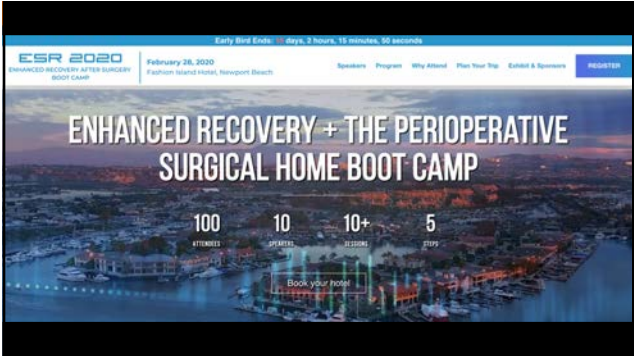 Early Bird Ends: days, 2 hours, 15 minutes, 50 seconds
ESR 2020
ENHANCED RECOVERY AFTER SURGERY
BOOT CAMP
February 28, 2020
Fashion Island Hotel, Newport Beach
Speakers Program Why Attend Plan Your Trip Exhibit & Sponsors REGISTER
ENHANCED RECOVERY + THE PERIOPERATIVE
SURGICAL HOME BOOT CAMP
100 10 10+ 5
ATTENDEES SPEAKERS SESSIONS STEPS
Book your hotel